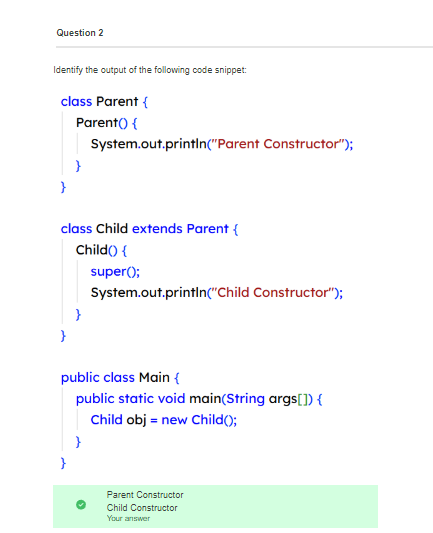 Question 2
Identify the output of the following code snippet:
class Parent {
Parent() {
System.out.println("Parent Constructor");
}
}
class Child extends Parent {
Child() {
super();
System.out.println("Child Constructor");
}
}
public class Main {
public static void main(String args[]) {
Child obj = new Child();
}
}
Parent Constructor
Child Constructor
Your answer